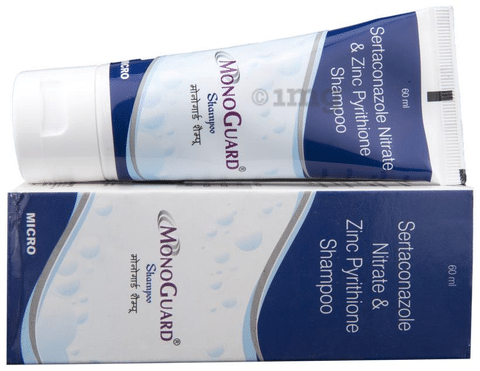 MICRO
MONOGUARD®
Shampoo
मोनोगार्ड शैम्पू
Sertaconazole Nitrate
& Zinc Pyrithione
Shampoo
60 ml
MICRO
MONOGUARD®
Shampoo
मोनोगार्ड शैम्पू
Sertaconazole
Nitrate &
Zinc Pyrithione
Shampoo
60 ml